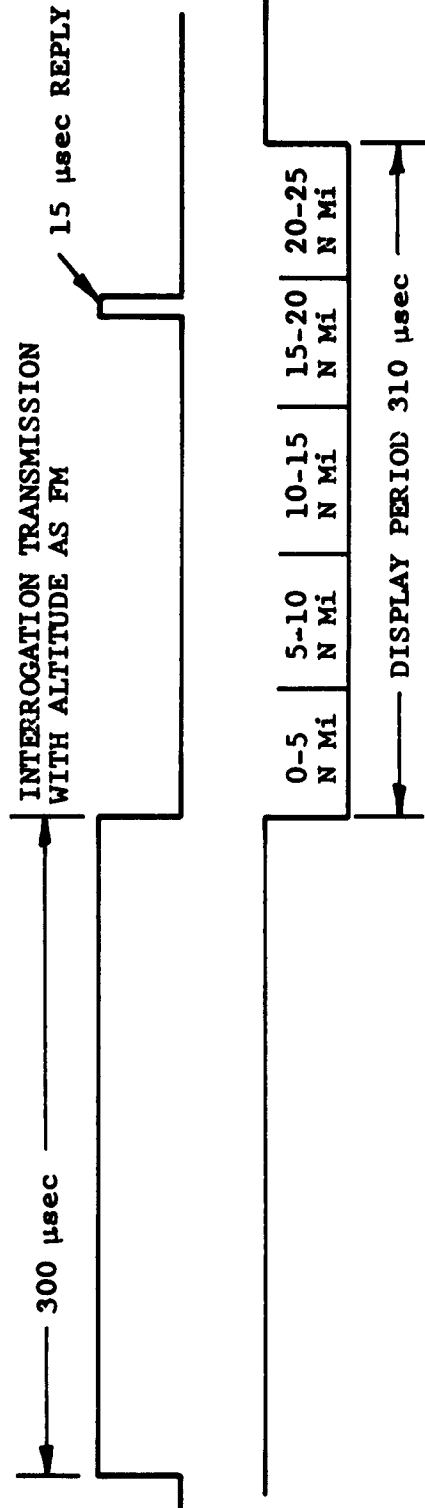 300 µsec
INTERROGATION TRANSMISSION
WITH ALTITUDE AS FM
15 µsec REPLY
0-5
N Mi
5-10
N Mi
10-15
N Mi
15-20
N Mi
20-25
N Mi
DISPLAY PERIOD 310 µsec